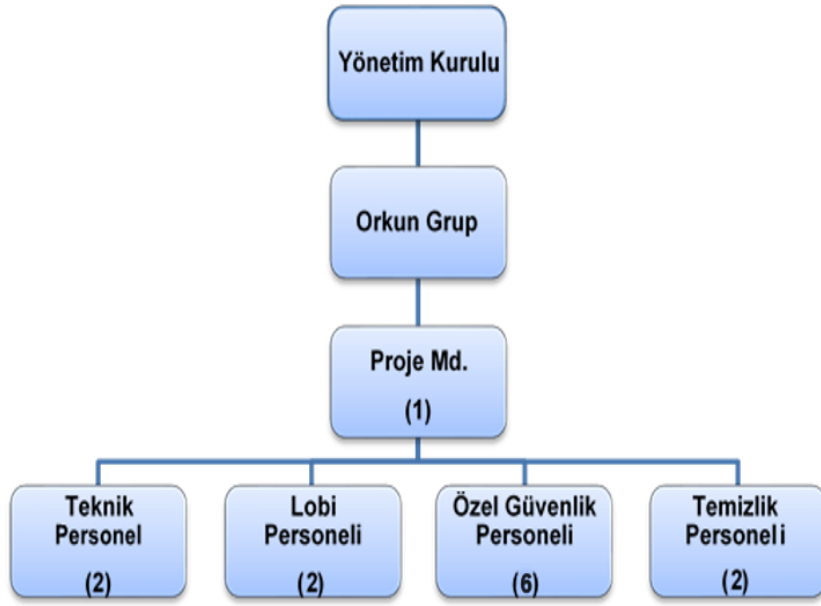 Yönetim Kurulu
Orkun Grup
Proje Md.
(1)
Teknik
Personel
(2)
Lobi
Personeli
(2)
Özel Güvenlik
Personeli
(6)
Temizlik
Personeli
(2)